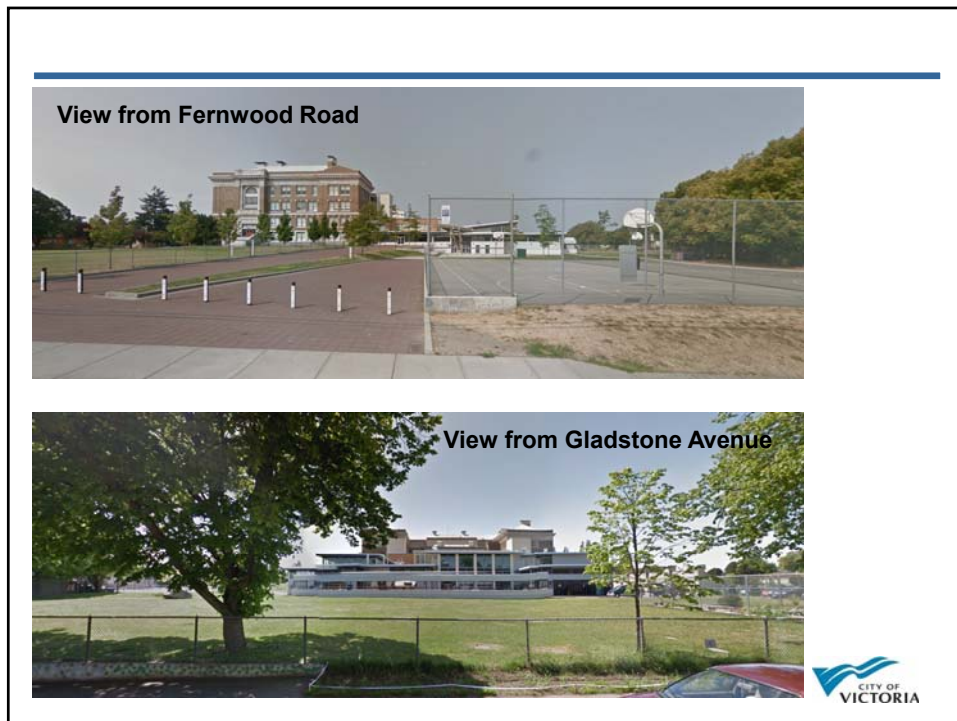 View from Fernwood Road
View from Gladstone Avenue
CITY OF
VICTORIA